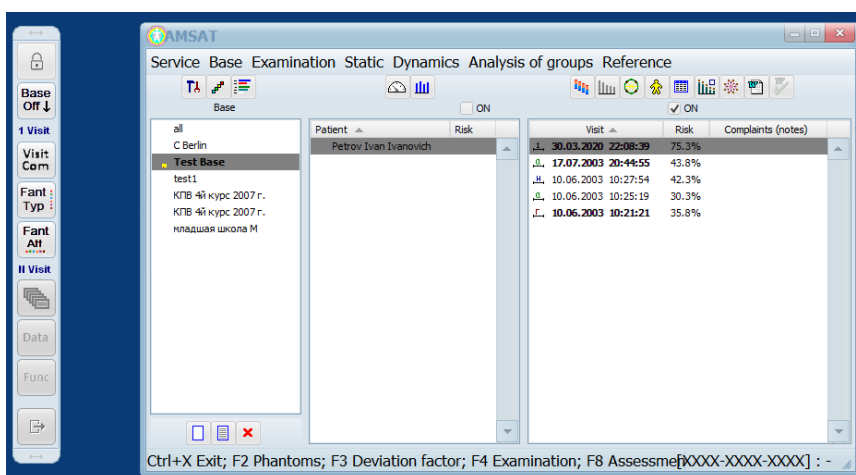 AMSAT
Service Base Examination Static Dynamics Analysis of groups Reference
Base
Off ↓
I Visit
Visit
Com
Fant
Typ
Fant
Att
II Visit
Data
Func
Base
ON
ON
all
C Berlin
Test Base
test1
КПВ 4й курс 2007 г.
КПВ 4й курс 2007 г.
младшая школа М
Patient Risk
Petrov Ivan Ivanovich
Visit Risk Complaints (notes)
30.03.2020 22:08:39 75.3%
17.07.2003 20:44:55 43.8%
10.06.2003 10:27:54 42.3%
10.06.2003 10:25:19 30.3%
10.06.2003 10:21:21 35.8%
Ctrl+X Exit; F2 Phantoms; F3 Deviation factor; F4 Examination; F8 Assessme[XXXX-XXXX-XXXX] : -